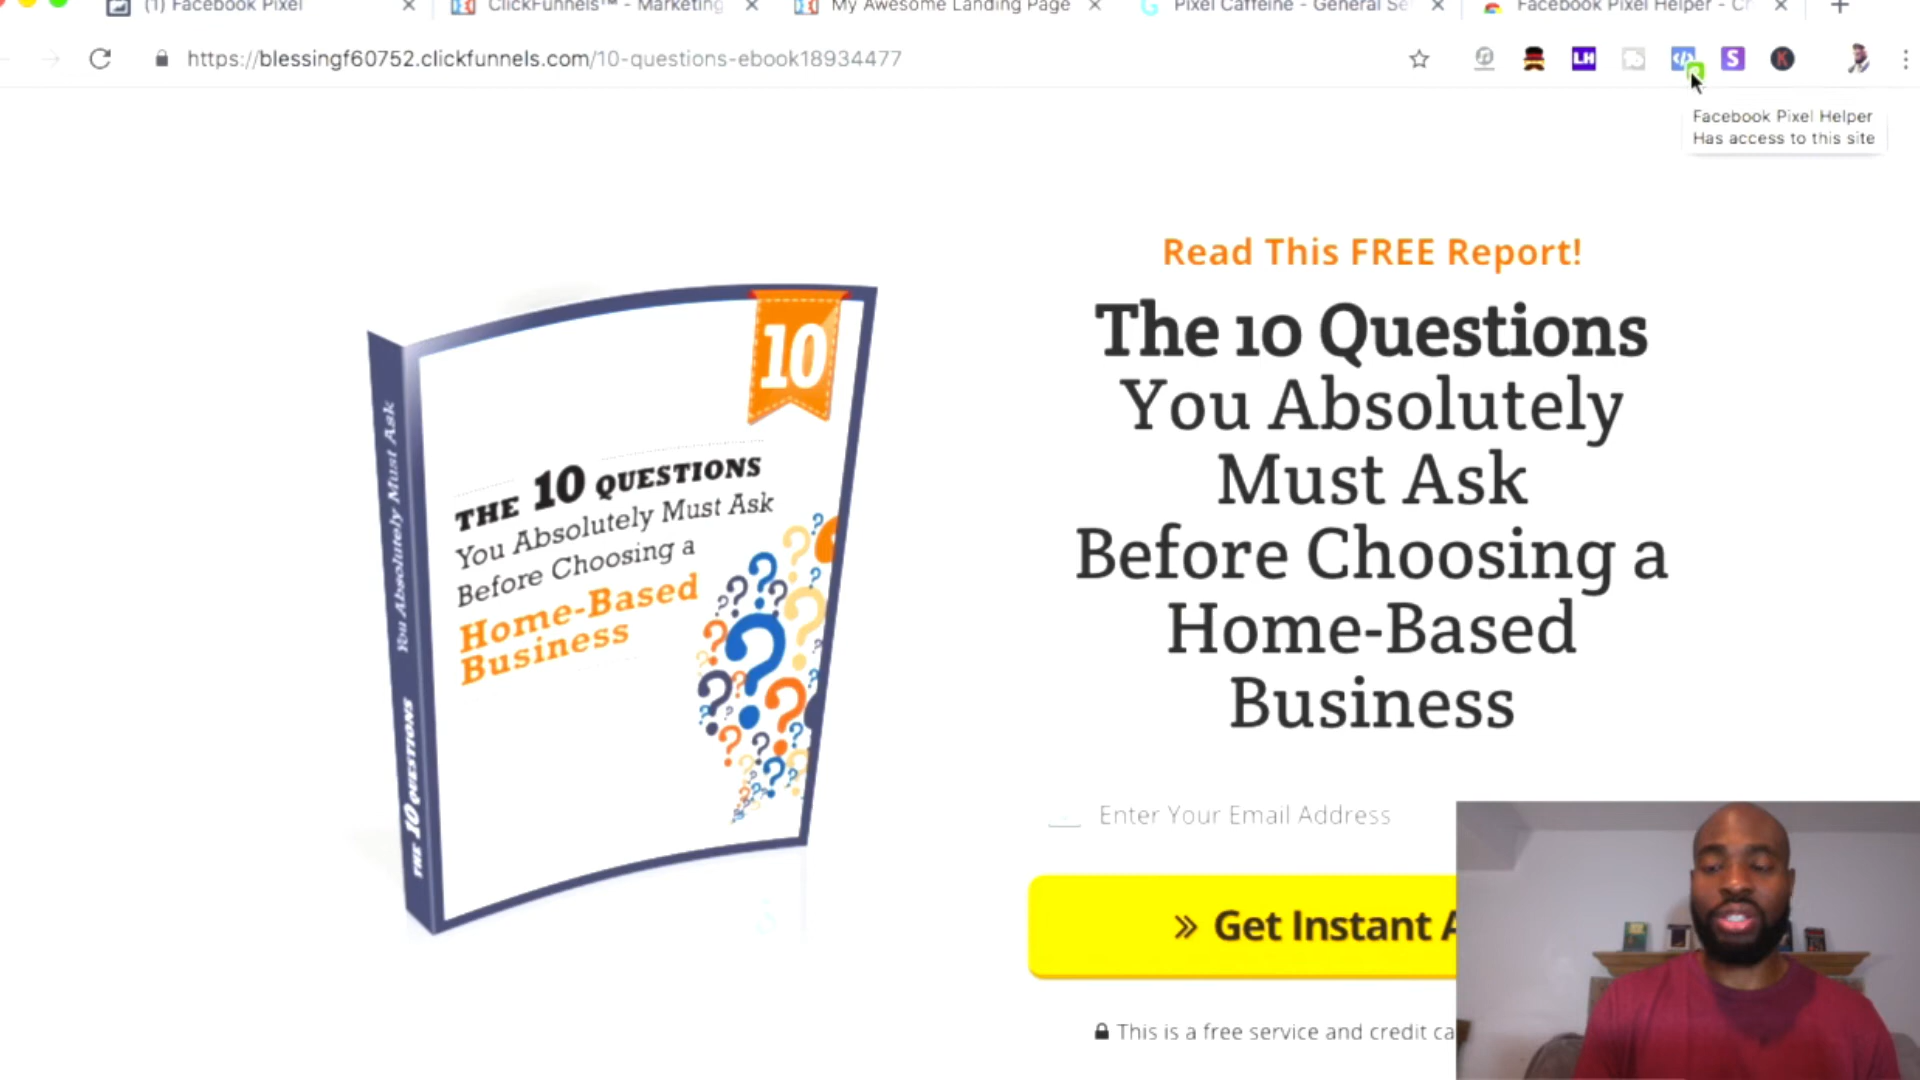 (1) Facebook Pixel
ClickFunnels™ - Marketing
My Awesome Landing Page
Pixel Caffeine - General Se
Facebook Pixel Helper - Ch
https://blessingf60752.clickfunnels.com/10-questions-ebook18934477
LH
</>
S
K
Facebook Pixel Helper
Has access to this site
Read This FREE Report!
The 10 Questions
You Absolutely
Must Ask
Before Choosing a
Home-Based
Business
10
THE 10 QUESTIONS
You Absolutely Must Ask
Before Choosing a
Home-Based
Business
THE 10 QUESTIONS You Absolutely Must Ask
Enter Your Email Address
» Get Instant A
This is a free service and credit ca